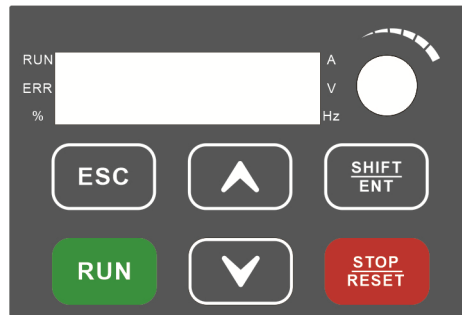 RUN
A
ERR
V
%
Hz
ESC
SHIFT
ENT
RUN
STOP
RESET